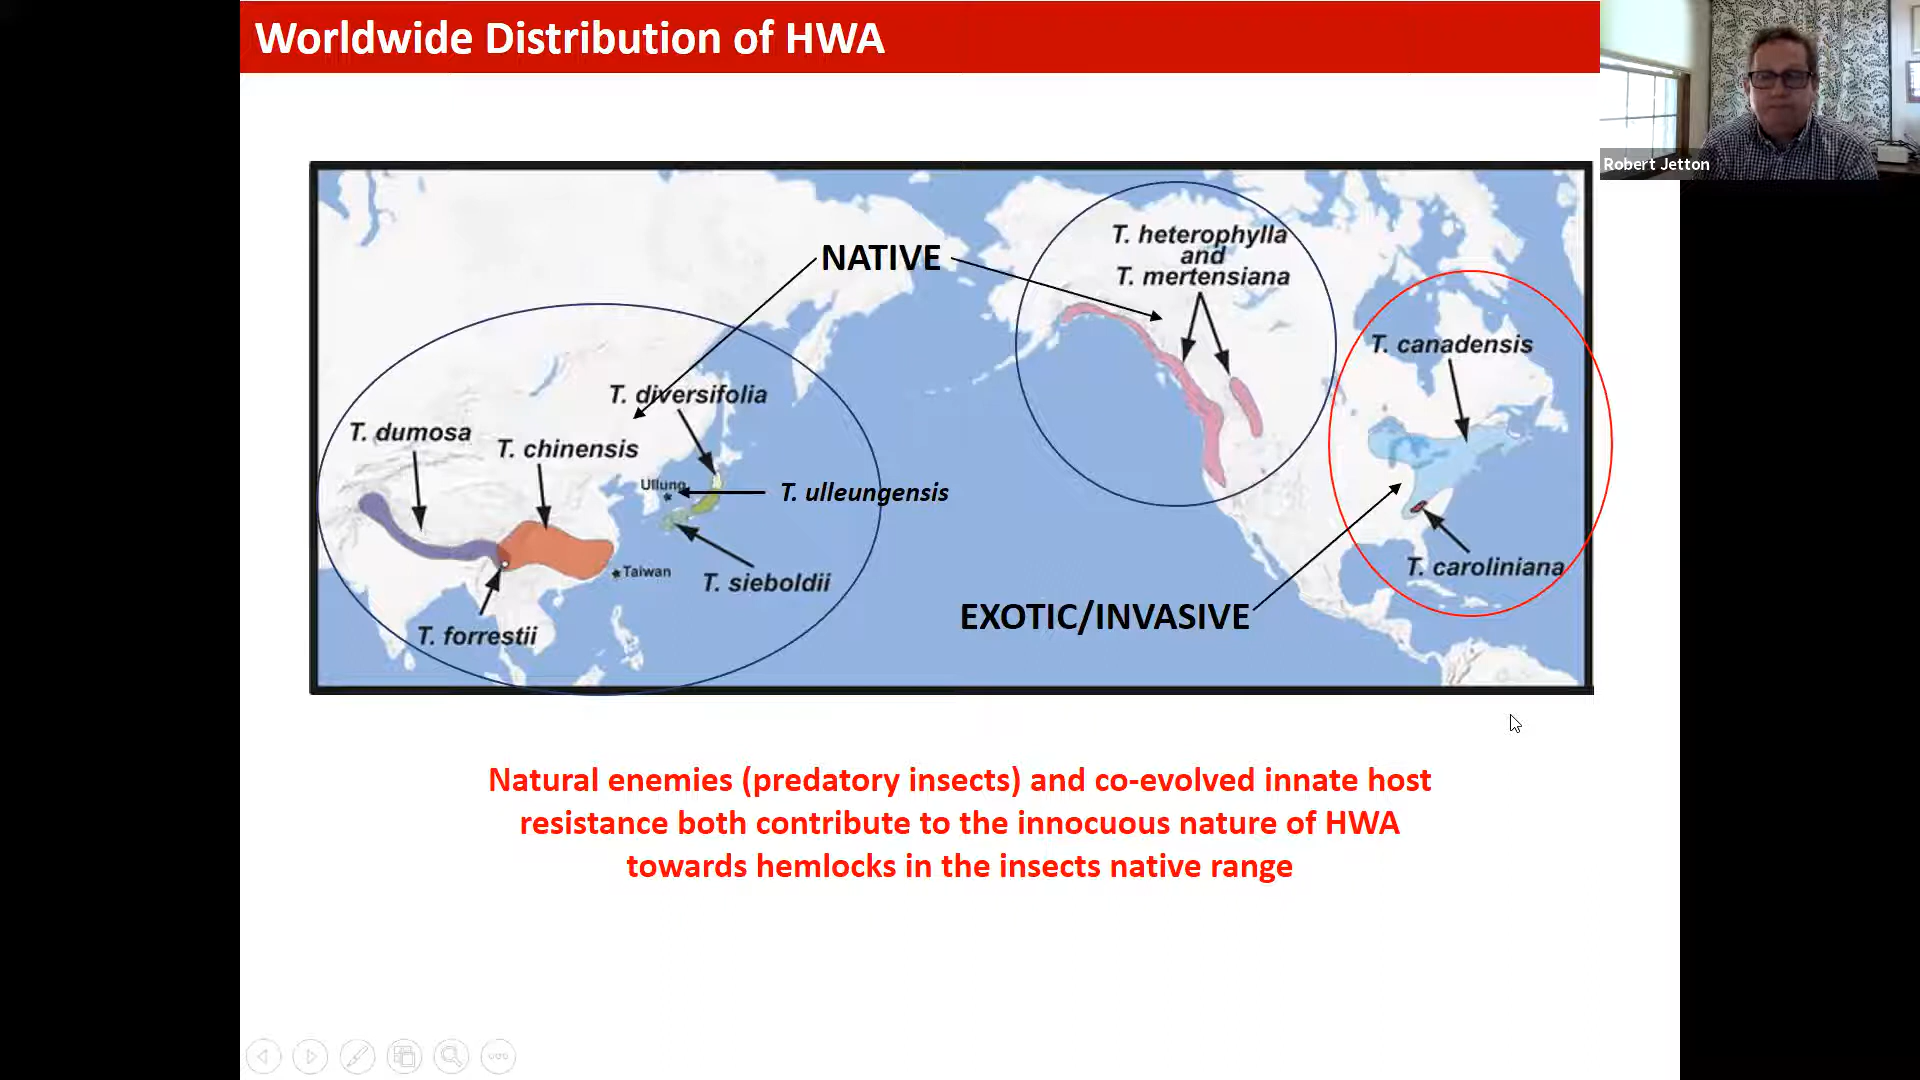 Worldwide Distribution of HWA
Robert Jetton
NATIVE
T. heterophylla
and
T. mertensiana
T. canadensis
T. diversifolia
T. dumosa
T. chinensis
Ullung
T. ulleungensis
Taiwan
T. sieboldii
T. caroliniana
EXOTIC/INVASIVE
T. forrestii
Natural enemies (predatory insects) and co-evolved innate host
resistance both contribute to the innocuous nature of HWA
towards hemlocks in the insects native range